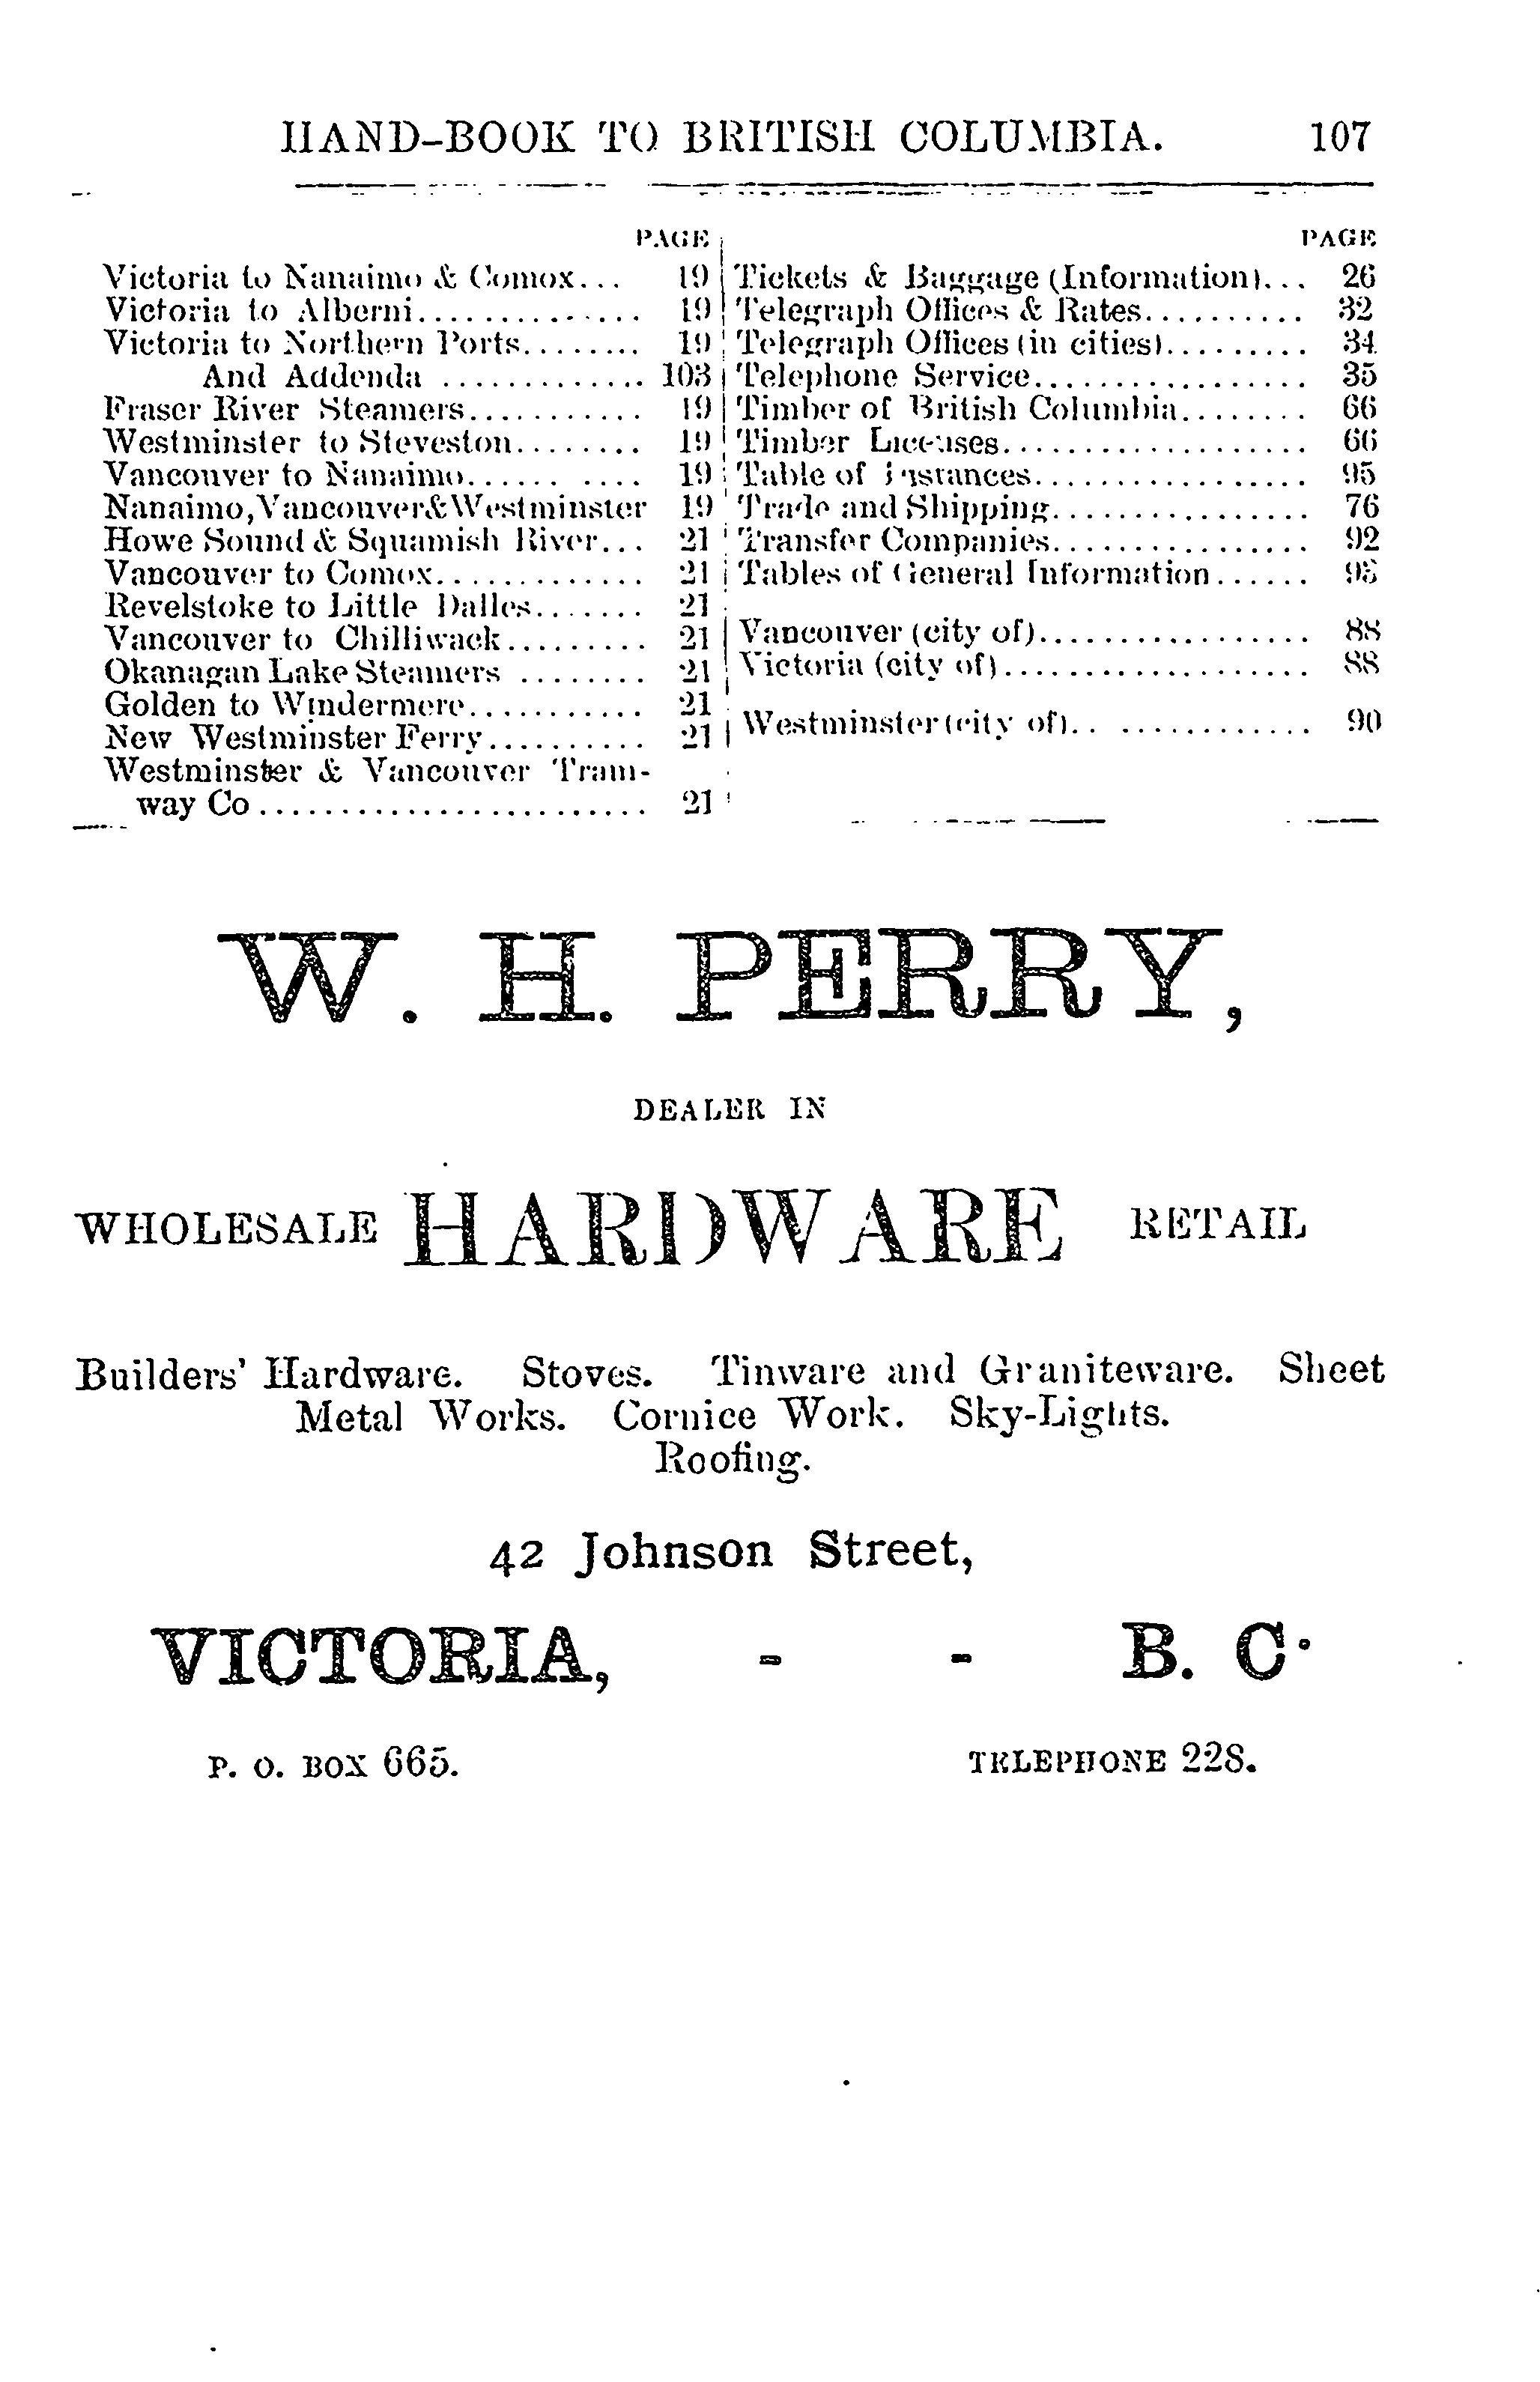 HAND-BOOK TO BRITISH COLUMBIA. 107
PAGE
Victoria to Nanaimo & Comox... 19
Victoria to Alberni.............. 19
Victoria to Northern Ports........ 19
And Addenda ............. 103
Fraser River Steamers........... 19
Westminster to Steveston........ 19
Vancouver to Nanaimo...... .... 19
Nanaimo,Vancouver&Westminster 19
Howe Sound & Squamish River... 21
Vancouver to Comox............. 21
Revelstoke to Little Dalles....... 21
Vancouver to Chilliwack......... 21
Okanagan Lake Steamers ........ 21
Golden to Windermere........... 21
New Westminster Ferry.......... 21
Westminster & Vancouver Tram-
way Co........................ 21
PAGE
Tickets & Baggage (Information)... 26
Telegraph Offices & Rates.......... 32
Telegraph Offices (in cities)......... 34
Telephone Service................. 35
Timber of British Columbia........ 66
Timber Licenses................... 66
Table of Distances................. 95
Trade and Shipping................ 76
Transfer Companies................ 92
Tables of General Information......
Vancouver (city of)................. 88
Victoria (city of)................... 88
Westminster (city of).. ............ 90
W. H. PERRY,
DEALER IN
WHOLESALE HARDWARE RETAIL
Builders' Hardware. Stoves. Tinware and Graniteware. Sheet
Metal Works. Cornice Work. Sky-Lights.
Roofing.
42 Johnson Street,
VICTORIA, - - B. C.
P. O. BOX 665. TELEPHONE 228.